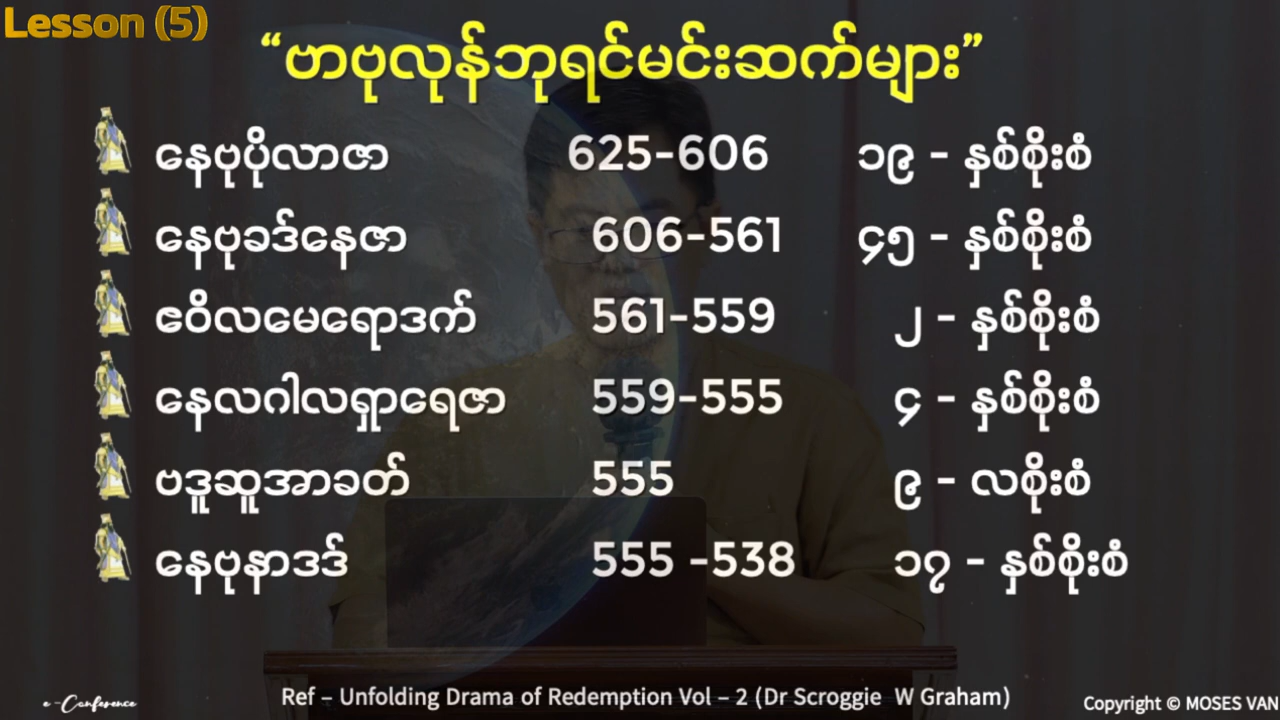 Lesson (5)
“ဗာဗုလုန်ဘုရင်မင်းဆက်များ”
နေဗုပိုလာဇာ 625-606 ၁၉ - နှစ်စိုးစံ
နေဗုခဒ်နေဇာ 606-561 ၄၅ - နှစ်စိုးစံ
ဧဝိလမေရောဒက် 561-559 ၂ - နှစ်စိုးစံ
နေလဂါလရှာရေဇာ 559-555 ၄ - နှစ်စိုးစံ
ဗဒူဆူအာခတ် 555 ၉ - လစိုးစံ
နေဗုနာဒဒ် 555 -538 ၁၇ - နှစ်စိုးစံ
Ref – Unfolding Drama of Redemption Vol – 2 (Dr Scroggie W Graham)
e-Conference
Copyright © MOSES VAN